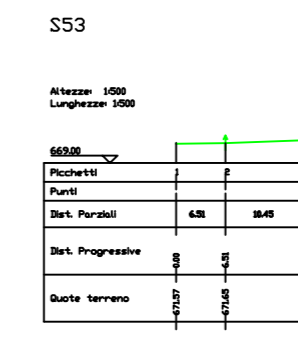 S53
Altezze: 1:500
Lunghezze: 1:500
669.00
Picchetti 1 2
Punti
Dist. Parziali 6.51 18.45
Dist. Progressive 0.00 6.51
Quote terreno 671.57 671.65